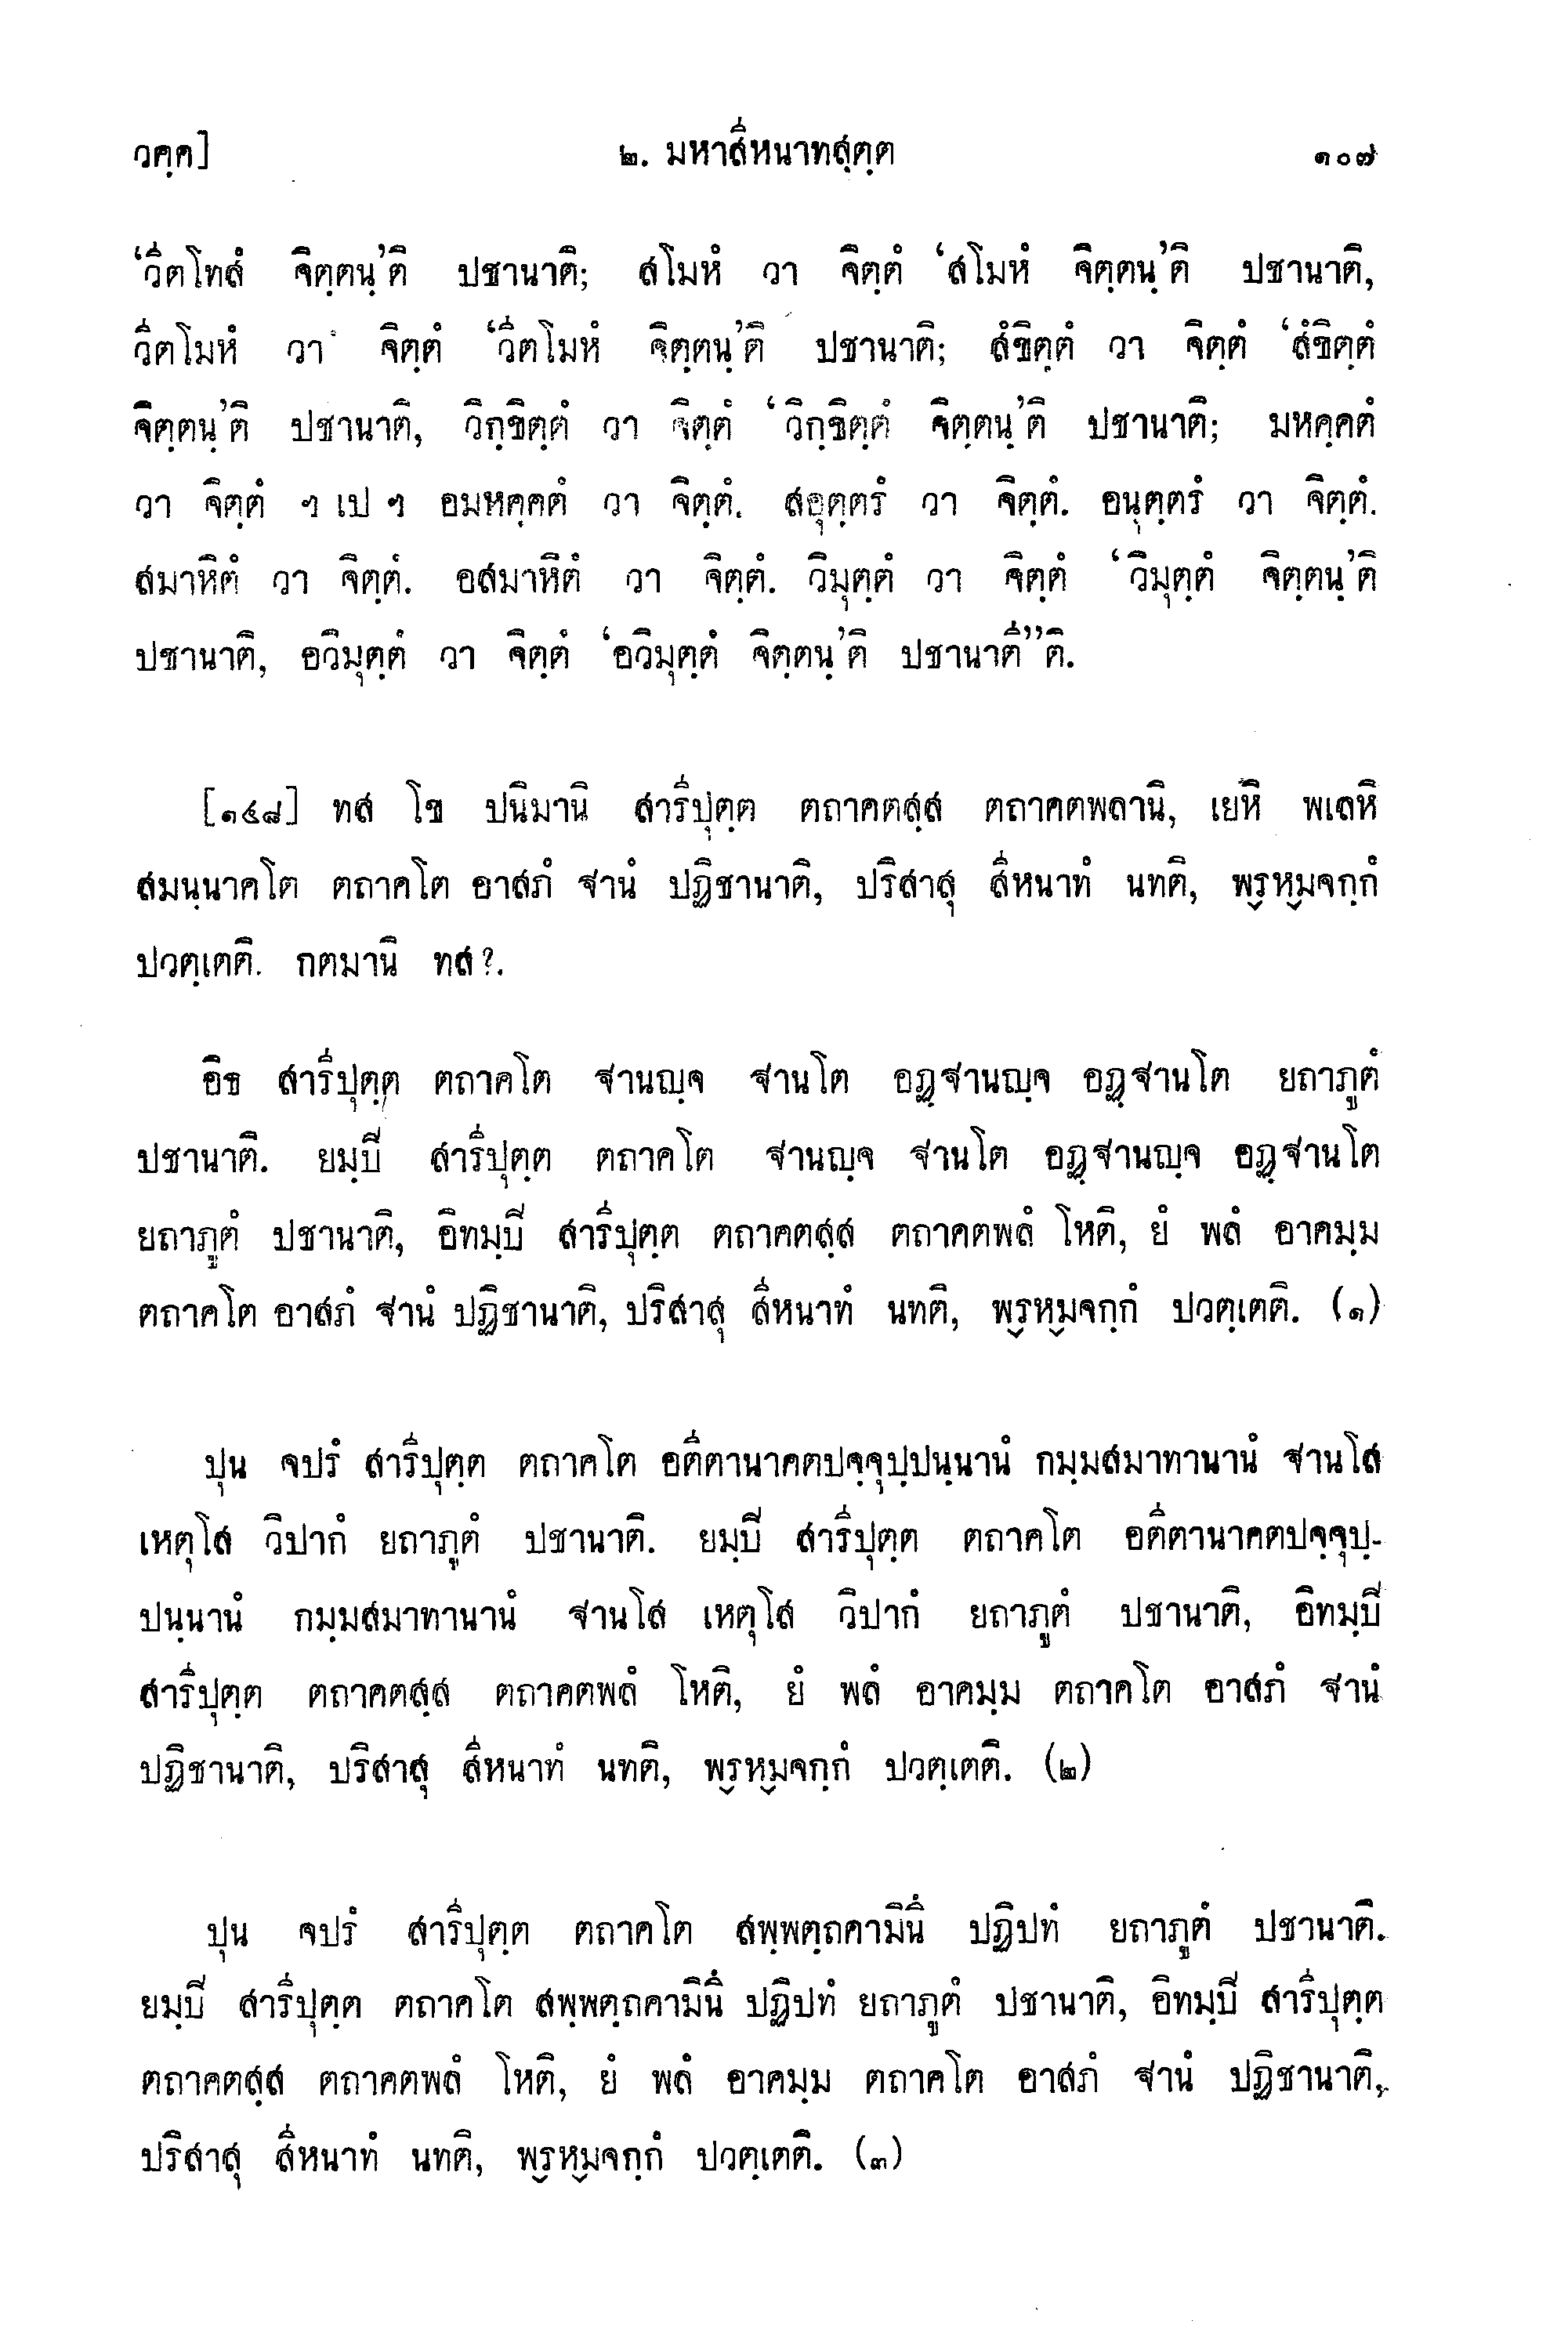 วคฺค]
๒. มหาสีหนาทสุตฺต
๑๐๗
‘วีตโทสํ จิตฺตนฺ’ติ ปชานาติ; สโมหํ วา จิตฺตํ ‘สโมหํ จิตฺตนฺ’ติ ปชานาติ,
วีตโมหํ วา จิตฺตํ ‘วีตโมหํ จิตฺตนฺ’ติ ปชานาติ; สํขิตฺตํ วา จิตฺตํ ‘สํขิตฺตํ
จิตฺตนฺ’ติ ปชานาติ, วิกฺขิตฺตํ วา จิตฺตํ ‘วิกฺขิตฺตํ จิตฺตนฺ’ติ ปชานาติ; มหคฺคตํ
วา จิตฺตํ ฯ เป ฯ อมหคฺคตํ วา จิตฺตํ. สอุตฺตรํ วา จิตฺตํ. อนุตฺตรํ วา จิตฺตํ.
สมาหิตํ วา จิตฺตํ. อสมาหิตํ วา จิตฺตํ. วิมุตฺตํ วา จิตฺตํ ‘วิมุตฺตํ จิตฺตนฺ’ติ
ปชานาติ, อวิมุตฺตํ วา จิตฺตํ ‘อวิมุตฺตํ จิตฺตนฺ’ติ ปชานาตี’’ติ.
[๑๔๘] ทส โข ปนิมานิ สารีปุตฺต ตถาคตสฺส ตถาคตพลานิ, เยหิ พเลหิ
สมนฺนาคโต ตถาคโต อาสภํ ฐานํ ปฏิชานาติ, ปริสาสุ สีหนาทํ นทติ, พฺรหฺมจกฺกํ
ปวตฺเตติ. กตมานิ ทส?.
อิธ สารีปุตฺต ตถาคโต ฐานญฺจ ฐานโต อฏฺฐานญฺจ อฏฺฐานโต ยถาภูตํ
ปชานาติ. ยมฺปิ สารีปุตฺต ตถาคโต ฐานญฺจ ฐานโต อฏฺฐานญฺจ อฏฺฐานโต
ยถาภูตํ ปชานาติ, อิทมฺปิ สารีปุตฺต ตถาคตสฺส ตถาคตพลํ โหติ, ยํ พลํ อาคมฺม
ตถาคโต อาสภํ ฐานํ ปฏิชานาติ, ปริสาสุ สีหนาทํ นทติ, พฺรหฺมจกฺกํ ปวตฺเตติ. (๑)
ปุน จปรํ สารีปุตฺต ตถาคโต อตีตานาคตปจฺจุปฺปนฺนานํ กมฺมสมาทานานํ ฐานโส
เหตุโส วิปากํ ยถาภูตํ ปชานาติ. ยมฺปิ สารีปุตฺต ตถาคโต อตีตานาคตปจฺจุปฺ-
ปนฺนานํ กมฺมสมาทานานํ ฐานโส เหตุโส วิปากํ ยถาภูตํ ปชานาติ, อิทมฺปิ
สารีปุตฺต ตถาคตสฺส ตถาคตพลํ โหติ, ยํ พลํ อาคมฺม ตถาคโต อาสภํ ฐานํ
ปฏิชานาติ, ปริสาสุ สีหนาทํ นทติ, พฺรหฺมจกฺกํ ปวตฺเตติ. (๒)
ปุน จปรํ สารีปุตฺต ตถาคโต สพฺพตฺถคามินิํ ปฏิปทํ ยถาภูตํ ปชานาติ.
ยมฺปิ สารีปุตฺต ตถาคโต สพฺพตฺถคามินิํ ปฏิปทํ ยถาภูตํ ปชานาติ, อิทมฺปิ สารีปุตฺต
ตถาคตสฺส ตถาคตพลํ โหติ, ยํ พลํ อาคมฺม ตถาคโต อาสภํ ฐานํ ปฏิชานาติ,
ปริสาสุ สีหนาทํ นทติ, พฺรหฺมจกฺกํ ปวตฺเตติ. (๓)